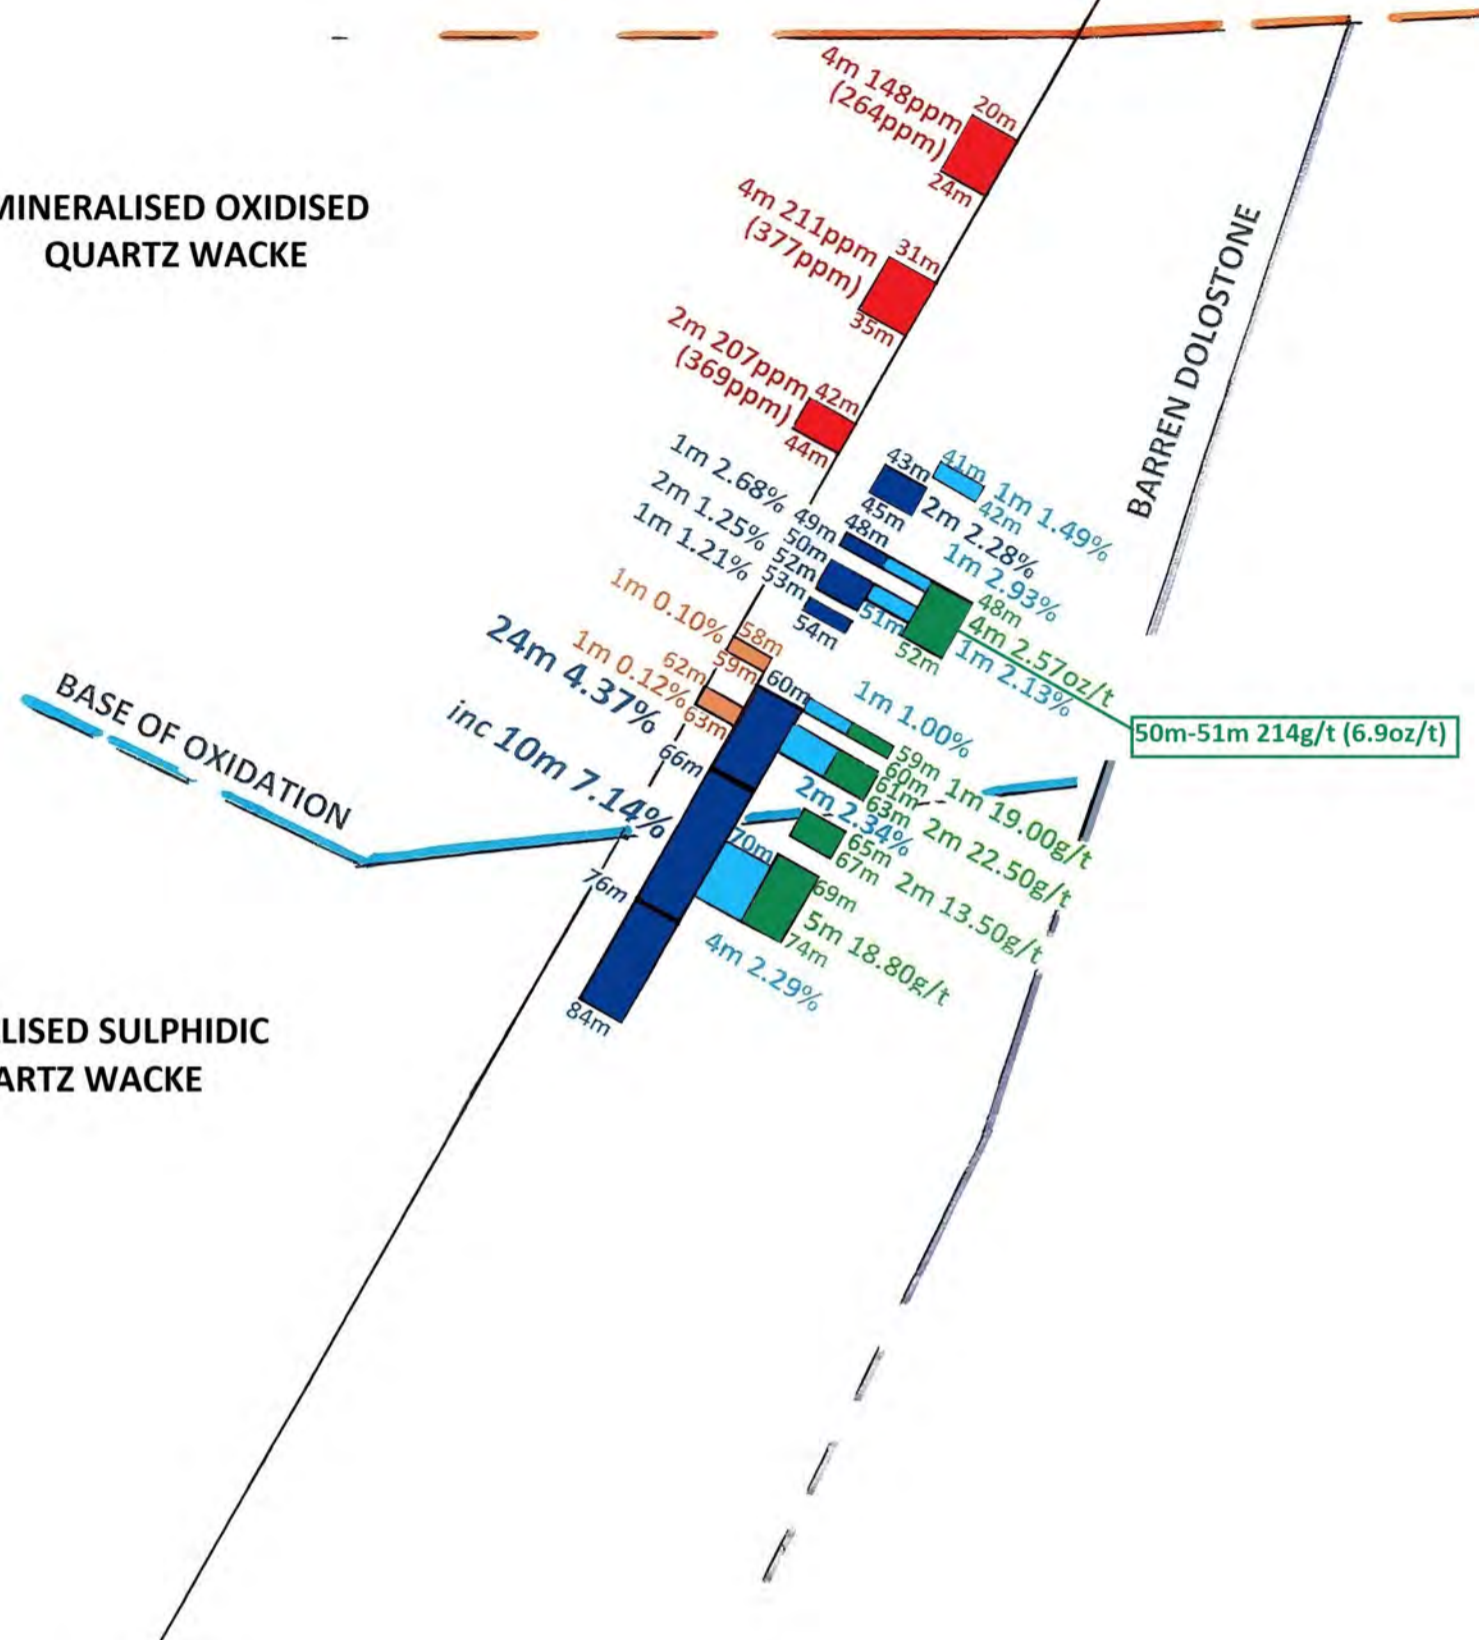 4m 148ppm
(264ppm)
20m
24m
MINERALISED OXIDISED
QUARTZ WACKE
4m 211ppm
(377ppm)
31m
35m
BARREN DOLOSTONE
2m 207ppm
(369ppm)
42m
44m
1m 2.68%
2m 1.25%
1m 1.21%
49m
50m
52m
53m
54m
43m
45m
2m 2.28%
41m
42m
1m 1.49%
48m
1m 2.93%
51m
48m
4m 2.57oz/t
52m
1m 2.13%
50m-51m 214g/t (6.9oz/t)
1m 0.10%
58m
59m
1m 0.12%
62m
63m
24m 4.37%
inc 10m 7.14%
60m
66m
76m
84m
1m 1.00%
59m
60m
1m 19.00g/t
61m
63m
2m 22.50g/t
2m 2.34%
65m
67m
2m 13.50g/t
70m
69m
74m
5m 18.80g/t
4m 2.29%
BASE OF OXIDATION
LISED SULPHIDIC
ARTZ WACKE